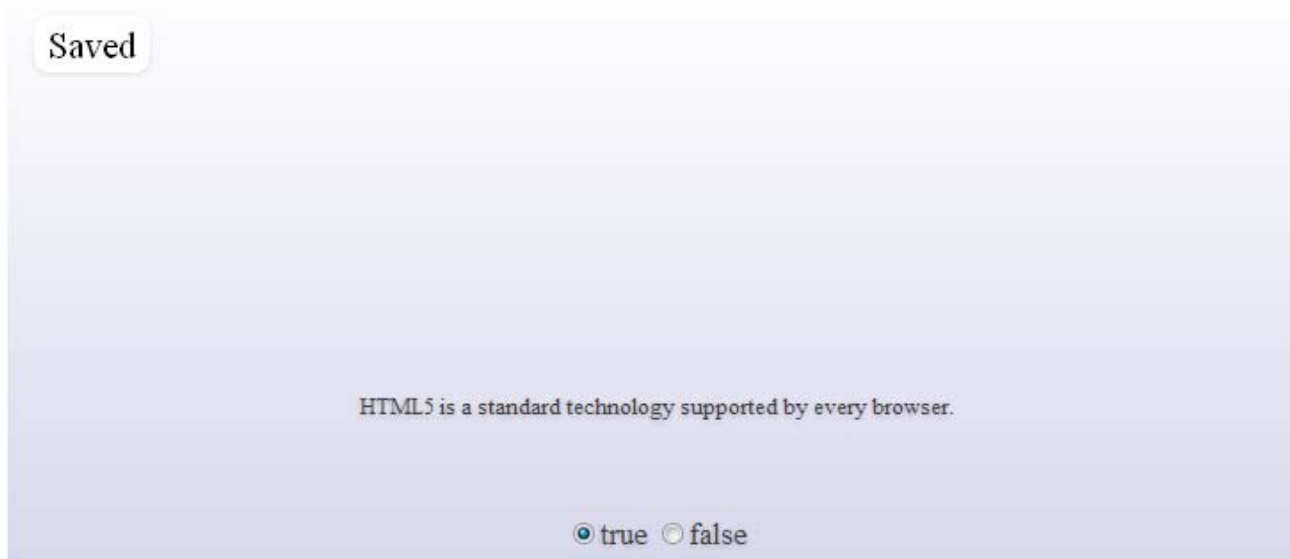 Saved
HTML5 is a standard technology supported by every browser.
true false